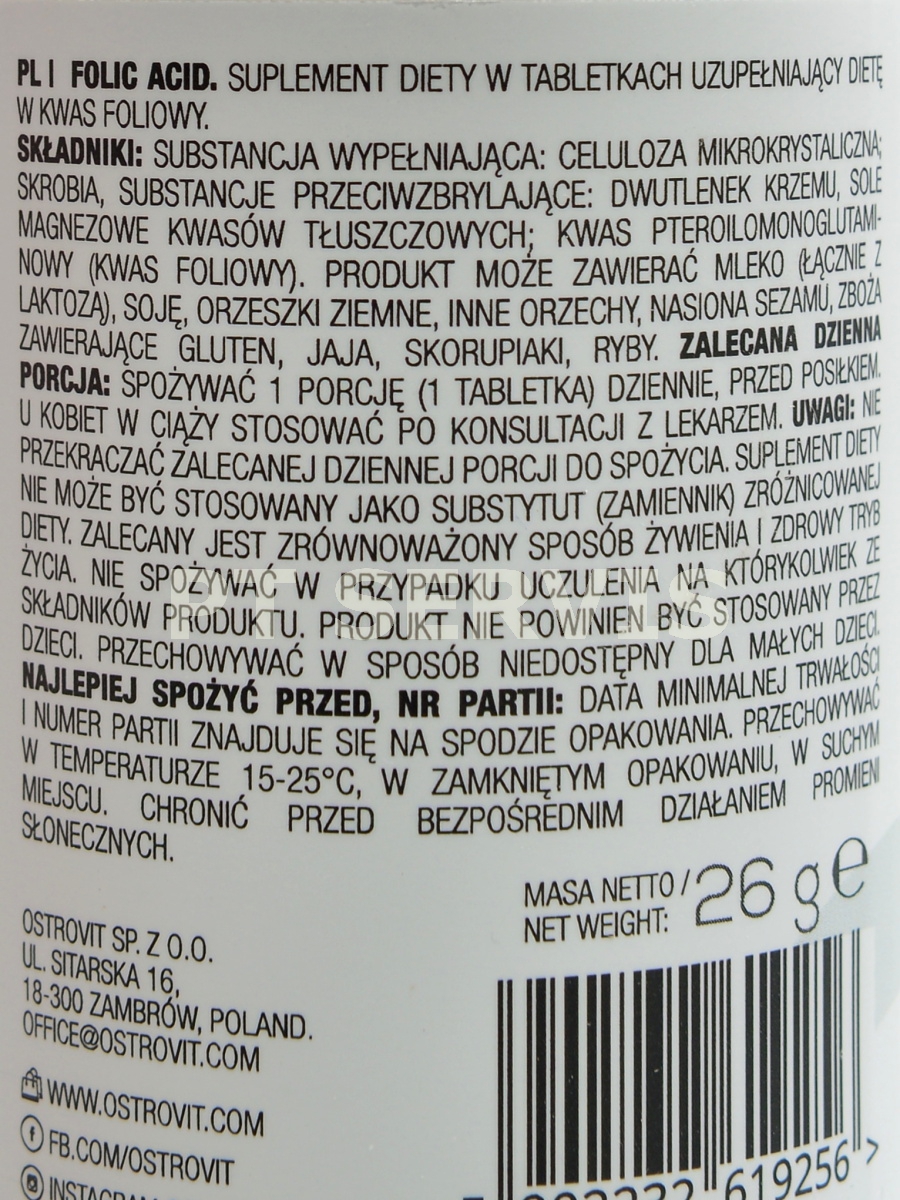 PL | FOLIC ACID. SUPLEMENT DIETY W TABLETKACH UZUPEŁNIAJĄCY DIETĘ
W KWAS FOLIOWY.
SKŁADNIKI: SUBSTANCJA WYPEŁNIAJĄCA: CELULOZA MIKROKRYSTALICZNA;
SKROBIA, SUBSTANCJE PRZECIWZBRYLAJĄCE: DWUTLENEK KRZEMU, SOLE
MAGNEZOWE KWASÓW TŁUSZCZOWYCH; KWAS PTEROILOMONOGLUTAMI-
NOWY (KWAS FOLIOWY). PRODUKT MOŻE ZAWIERAĆ MLEKO (ŁĄCZNIE Z
LAKTOZĄ), SOJĘ, ORZESZKI ZIEMNE, INNE ORZECHY, NASIONA SEZAMU, ZBOŻA
ZAWIERAJĄCE GLUTEN, JAJA, SKORUPIAKI, RYBY. ZALECANA DZIENNA
PORCJA: SPOŻYWAĆ 1 PORCJĘ (1 TABLETKA) DZIENNIE, PRZED POSIŁKIEM.
U KOBIET W CIĄŻY STOSOWAĆ PO KONSULTACJI Z LEKARZEM. UWAGI: NIE
PRZEKRACZAĆ ZALECANEJ DZIENNEJ PORCJI DO SPOŻYCIA. SUPLEMENT DIETY
NIE MOŻE BYĆ STOSOWANY JAKO SUBSTYTUT (ZAMIENNIK) ZRÓŻNICOWANEJ
DIETY. ZALECANY JEST ZRÓWNOWAŻONY SPOSÓB ŻYWIENIA I ZDROWY TRYB
ŻYCIA. NIE SPOŻYWAĆ W PRZYPADKU UCZULENIA NA KTÓRYKOLWIEK ZE
SKŁADNIKÓW PRODUKTU. PRODUKT NIE POWINIEN BYĆ STOSOWANY PRZEZ
DZIECI. PRZECHOWYWAĆ W SPOSÓB NIEDOSTĘPNY DLA MAŁYCH DZIECI.
NAJLEPIEJ SPOŻYĆ PRZED, NR PARTII: DATA MINIMALNEJ TRWAŁOŚCI
I NUMER PARTII ZNAJDUJE SIĘ NA SPODZIE OPAKOWANIA. PRZECHOWYWAĆ
W TEMPERATURZE 15-25°C, W ZAMKNIĘTYM OPAKOWANIU, W SUCHYM
MIEJSCU. CHRONIĆ PRZED BEZPOŚREDNIM DZIAŁANIEM PROMIENI
SŁONECZNYCH.
PT SERVIS
MASA NETTO /
NET WEIGHT: 26 g e
OSTROVIT SP. Z O.O.
UL. SITARSKA 16,
18-300 ZAMBRÓW, POLAND.
OFFICE@OSTROVIT.COM
WWW.OSTROVIT.COM
FB.COM/OSTROVIT
619256 >